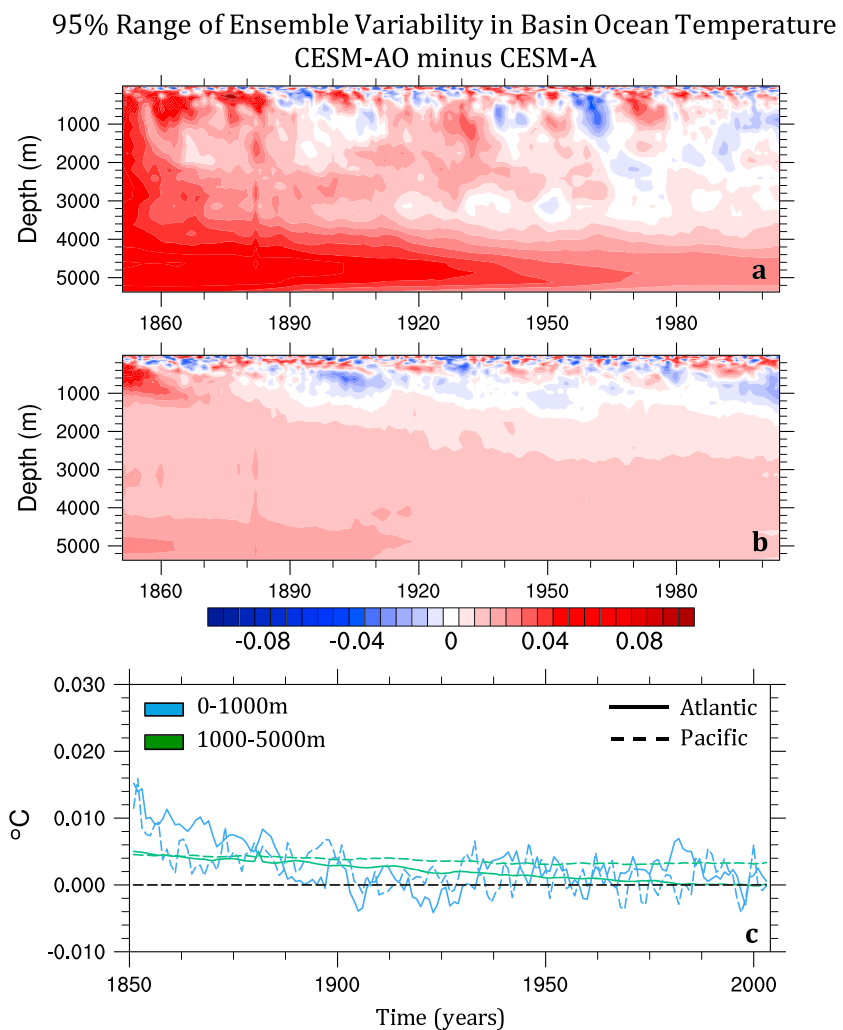 95% Range of Ensemble Variability in Basin Ocean Temperature
CESM-AO minus CESM-A
Depth (m)
1000
2000
3000
4000
5000
a
1860 1890 1920 1950 1980
Depth (m)
1000
2000
3000
4000
5000
b
1860 1890 1920 1950 1980
-0.08 -0.04 0 0.04 0.08
0.030
0.020
0.010
0.000
-0.010
°C
0-1000m
1000-5000m
Atlantic
Pacific
c
1850 1900 1950 2000
Time (years)